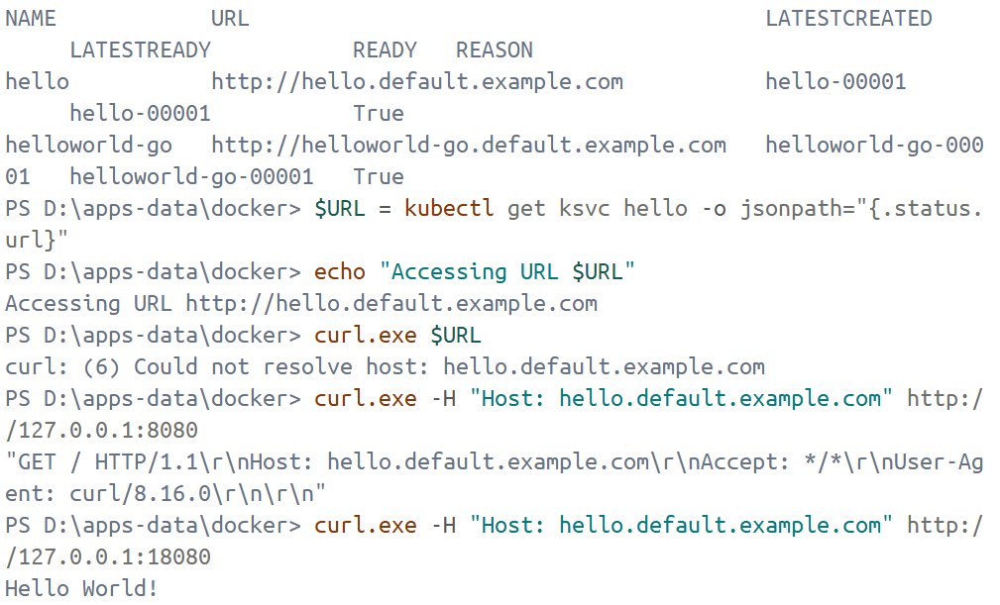 NAME            URL                                        LATESTCREATED
     LATESTREADY           READY   REASON
hello           http://hello.default.example.com           hello-00001
     hello-00001           True
helloworld-go   http://helloworld-go.default.example.com   helloworld-go-000
01   helloworld-go-00001   True
PS D:\apps-data\docker> $URL = kubectl get ksvc hello -o jsonpath="{.status.
url}"
PS D:\apps-data\docker> echo "Accessing URL $URL"
Accessing URL http://hello.default.example.com
PS D:\apps-data\docker> curl.exe $URL
curl: (6) Could not resolve host: hello.default.example.com
PS D:\apps-data\docker> curl.exe -H "Host: hello.default.example.com" http:/
/127.0.0.1:8080
"GET / HTTP/1.1\r\nHost: hello.default.example.com\r\nAccept: */*\r\nUser-Ag
ent: curl/8.16.0\r\n\r\n"
PS D:\apps-data\docker> curl.exe -H "Host: hello.default.example.com" http:/
/127.0.0.1:18080
Hello World!